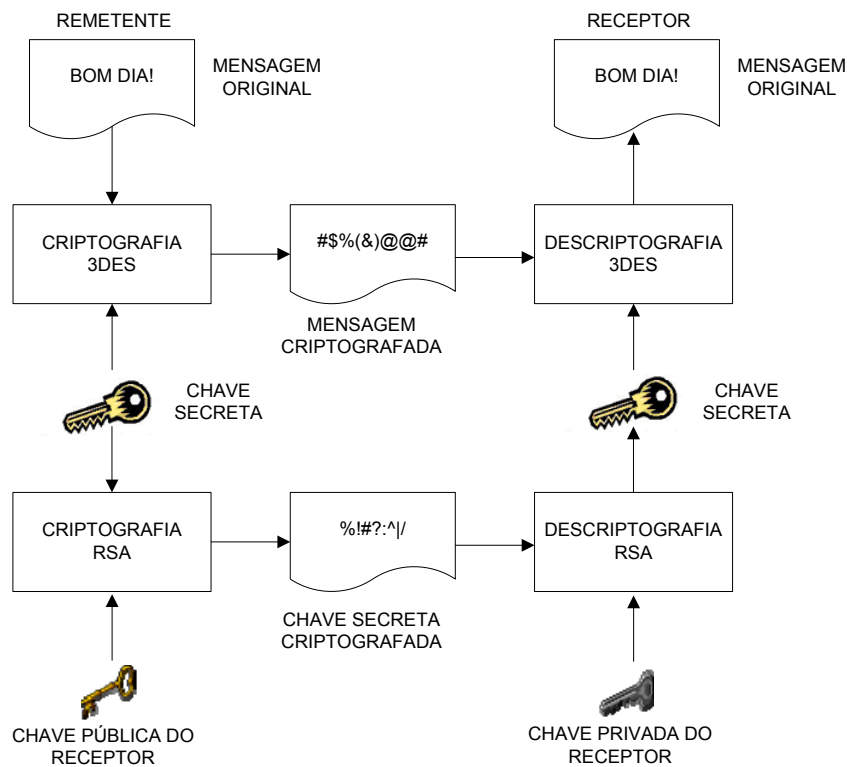 REMETENTE
RECEPTOR
BOM DIA!
MENSAGEM
ORIGINAL
BOM DIA!
MENSAGEM
ORIGINAL
CRIPTOGRAFIA
3DES
#$%(&)@@#
MENSAGEM
CRIPTOGRAFADA
DESCRIPTOGRAFIA
3DES
CHAVE
SECRETA
CHAVE
SECRETA
CRIPTOGRAFIA
RSA
%!#?:^|/
CHAVE SECRETA
CRIPTOGRAFADA
DESCRIPTOGRAFIA
RSA
CHAVE PÚBLICA DO
RECEPTOR
CHAVE PRIVADA DO
RECEPTOR